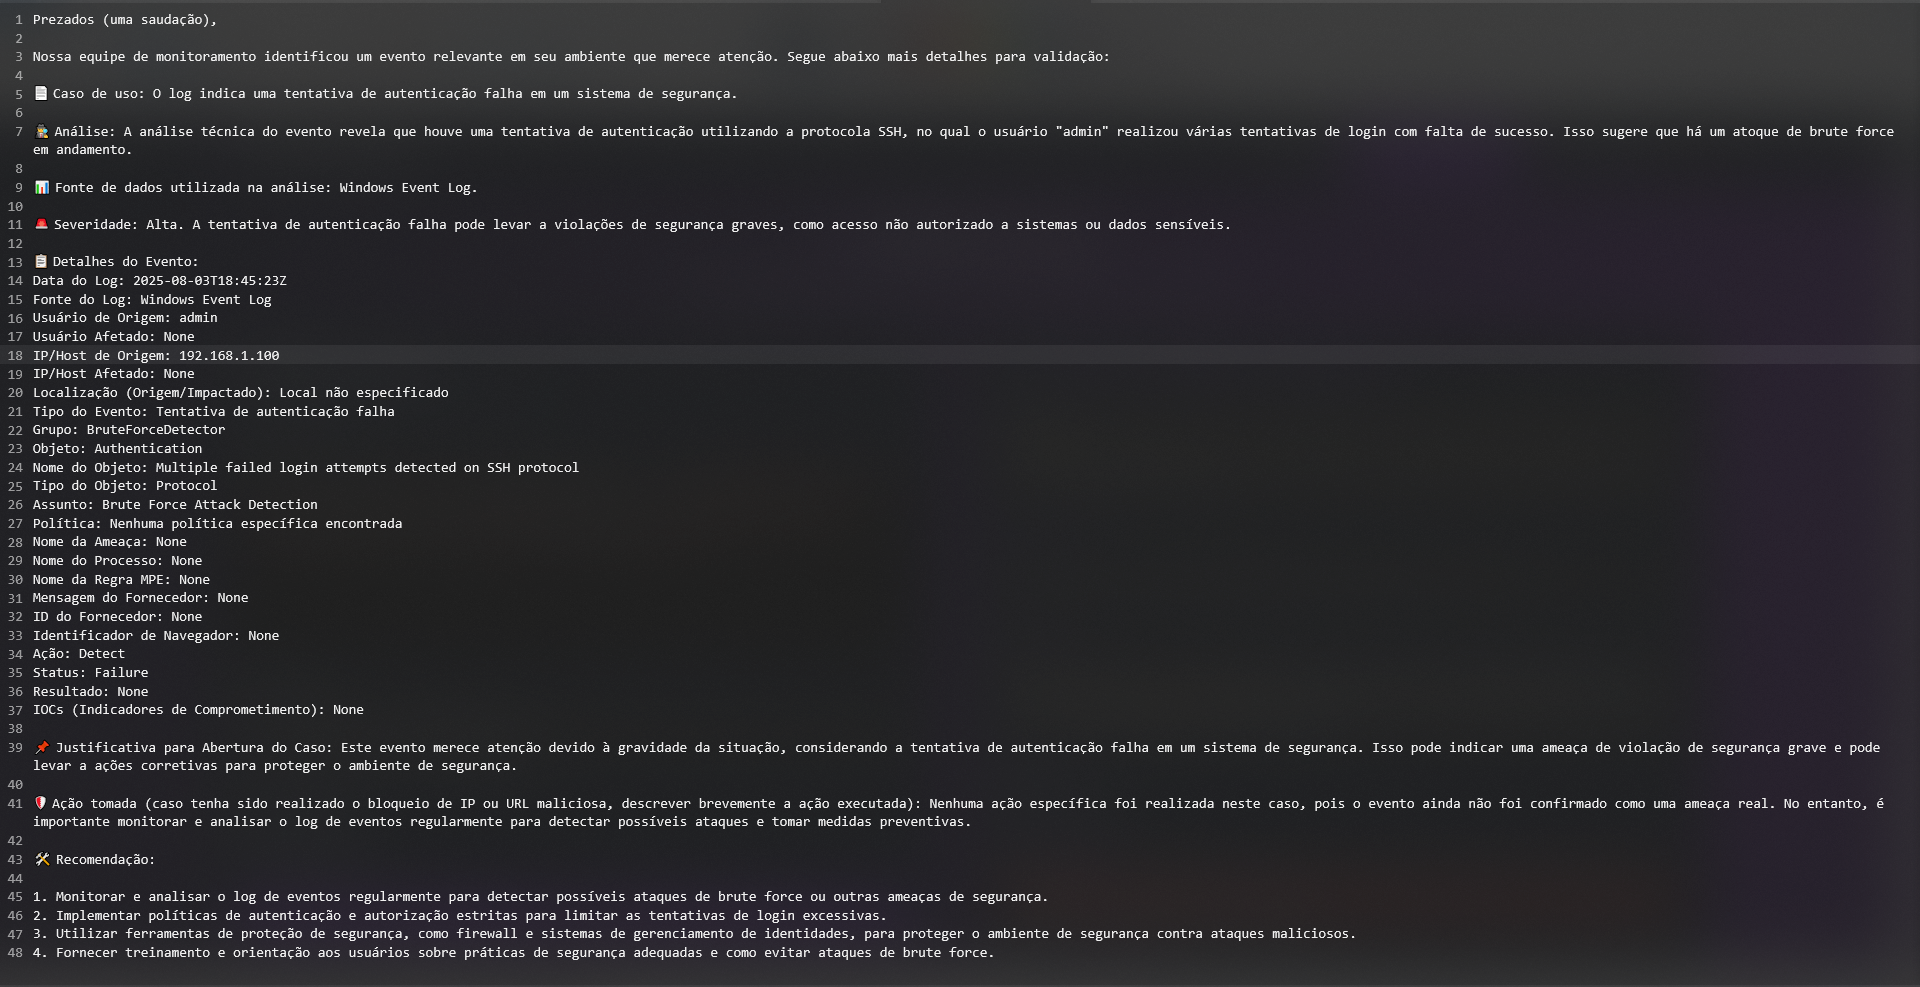 1 Prezados (uma saudação),
2
3 Nossa equipe de monitoramento identificou um evento relevante em seu ambiente que merece atenção. Segue abaixo mais detalhes para validação:
4
5 📄 Caso de uso: O log indica uma tentativa de autenticação falha em um sistema de segurança.
6
7 🕵️ Análise: A análise técnica do evento revela que houve uma tentativa de autenticação utilizando a protocola SSH, no qual o usuário "admin" realizou várias tentativas de login com falta de sucesso. Isso sugere que há um atoque de brute force
em andamento.
8
9 📊 Fonte de dados utilizada na análise: Windows Event Log.
10
11 🚨 Severidade: Alta. A tentativa de autenticação falha pode levar a violações de segurança graves, como acesso não autorizado a sistemas ou dados sensíveis.
12
13 📋 Detalhes do Evento:
14 Data do Log: 2025-08-03T18:45:23Z
15 Fonte do Log: Windows Event Log
16 Usuário de Origem: admin
17 Usuário Afetado: None
18 IP/Host de Origem: 192.168.1.100
19 IP/Host Afetado: None
20 Localização (Origem/Impactado): Local não especificado
21 Tipo do Evento: Tentativa de autenticação falha
22 Grupo: BruteForceDetector
23 Objeto: Authentication
24 Nome do Objeto: Multiple failed login attempts detected on SSH protocol
25 Tipo do Objeto: Protocol
26 Assunto: Brute Force Attack Detection
27 Política: Nenhuma política específica encontrada
28 Nome da Ameaça: None
29 Nome do Processo: None
30 Nome da Regra MPE: None
31 Mensagem do Fornecedor: None
32 ID do Fornecedor: None
33 Identificador de Navegador: None
34 Ação: Detect
35 Status: Failure
36 Resultado: None
37 IOCs (Indicadores de Comprometimento): None
38
39 📌 Justificativa para Abertura do Caso: Este evento merece atenção devido à gravidade da situação, considerando a tentativa de autenticação falha em um sistema de segurança. Isso pode indicar uma ameaça de violação de segurança grave e pode
levar a ações corretivas para proteger o ambiente de segurança.
40
41 🛡️ Ação tomada (caso tenha sido realizado o bloqueio de IP ou URL maliciosa, descrever brevemente a ação executada): Nenhuma ação específica foi realizada neste caso, pois o evento ainda não foi confirmado como uma ameaça real. No entanto, é
importante monitorar e analisar o log de eventos regularmente para detectar possíveis ataques e tomar medidas preventivas.
42
43 🛠️ Recomendação:
44
45 1. Monitorar e analisar o log de eventos regularmente para detectar possíveis ataques de brute force ou outras ameaças de segurança.
46 2. Implementar políticas de autenticação e autorização estritas para limitar as tentativas de login excessivas.
47 3. Utilizar ferramentas de proteção de segurança, como firewall e sistemas de gerenciamento de identidades, para proteger o ambiente de segurança contra ataques maliciosos.
48 4. Fornecer treinamento e orientação aos usuários sobre práticas de segurança adequadas e como evitar ataques de brute force.